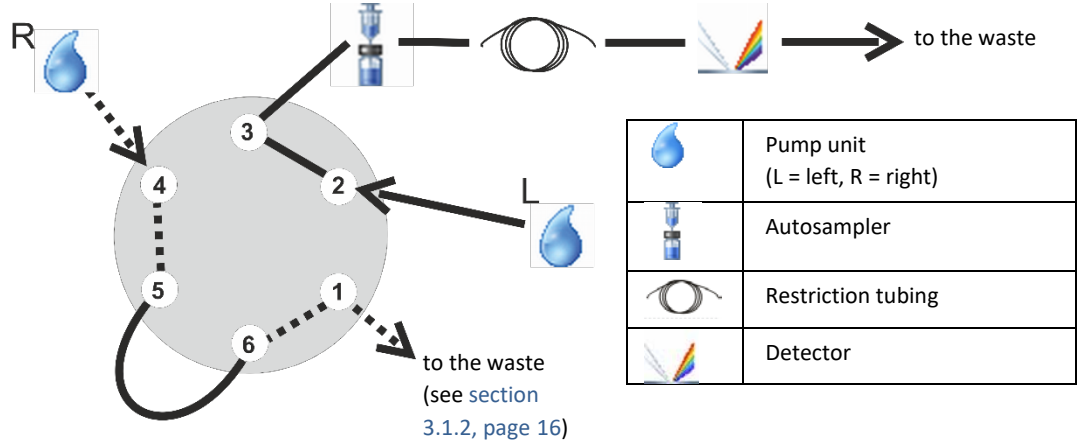 R
to the waste
3
4
2
L
5
1
6
to the waste
(see section
3.1.2, page 16)
Pump unit
(L = left, R = right)
Autosampler
Restriction tubing
Detector